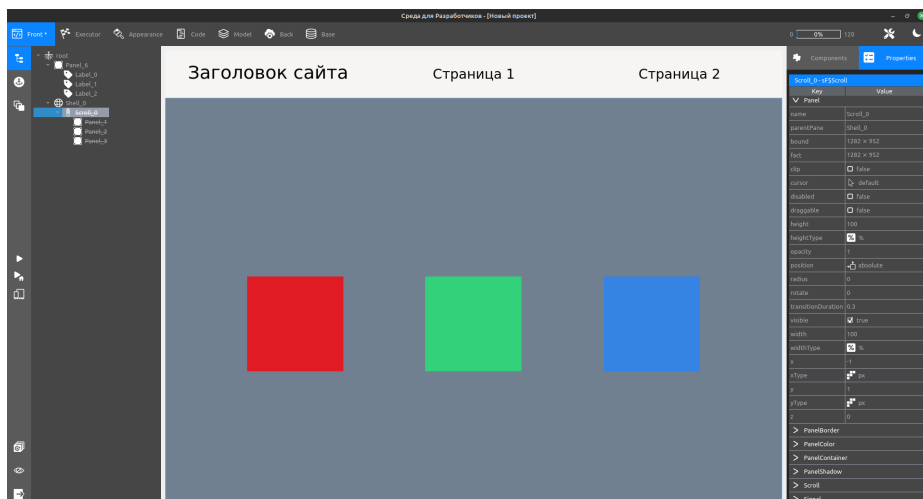 Среда для Разработчиков - [Новый проект]
Front * Executor Appearance Code Model Back Base 0 0% 120
root
Panel_6
Label_0
Label_1
Label_2
Shell_0
Scroll_0
Panel_1
Panel_2
Panel_3
Заголовок сайта Страница 1 Страница 2
Components Properties
Scroll_0 - sFSScroll
Key Value
Panel
name Scroll_0
parentPane Shell_0
bound 1282 × 952
fact 1282 × 952
clip false
cursor default
disabled false
draggable false
height 100
heightType % %
opacity 1
position absolute
radius 0
rotate 0
transitionDuration 0.3
visible true
width 100
widthType % %
x -1
xType px
y 1
yType px
z 0
PanelBorder
PanelColor
PanelContainer
PanelShadow
Scroll
Signal